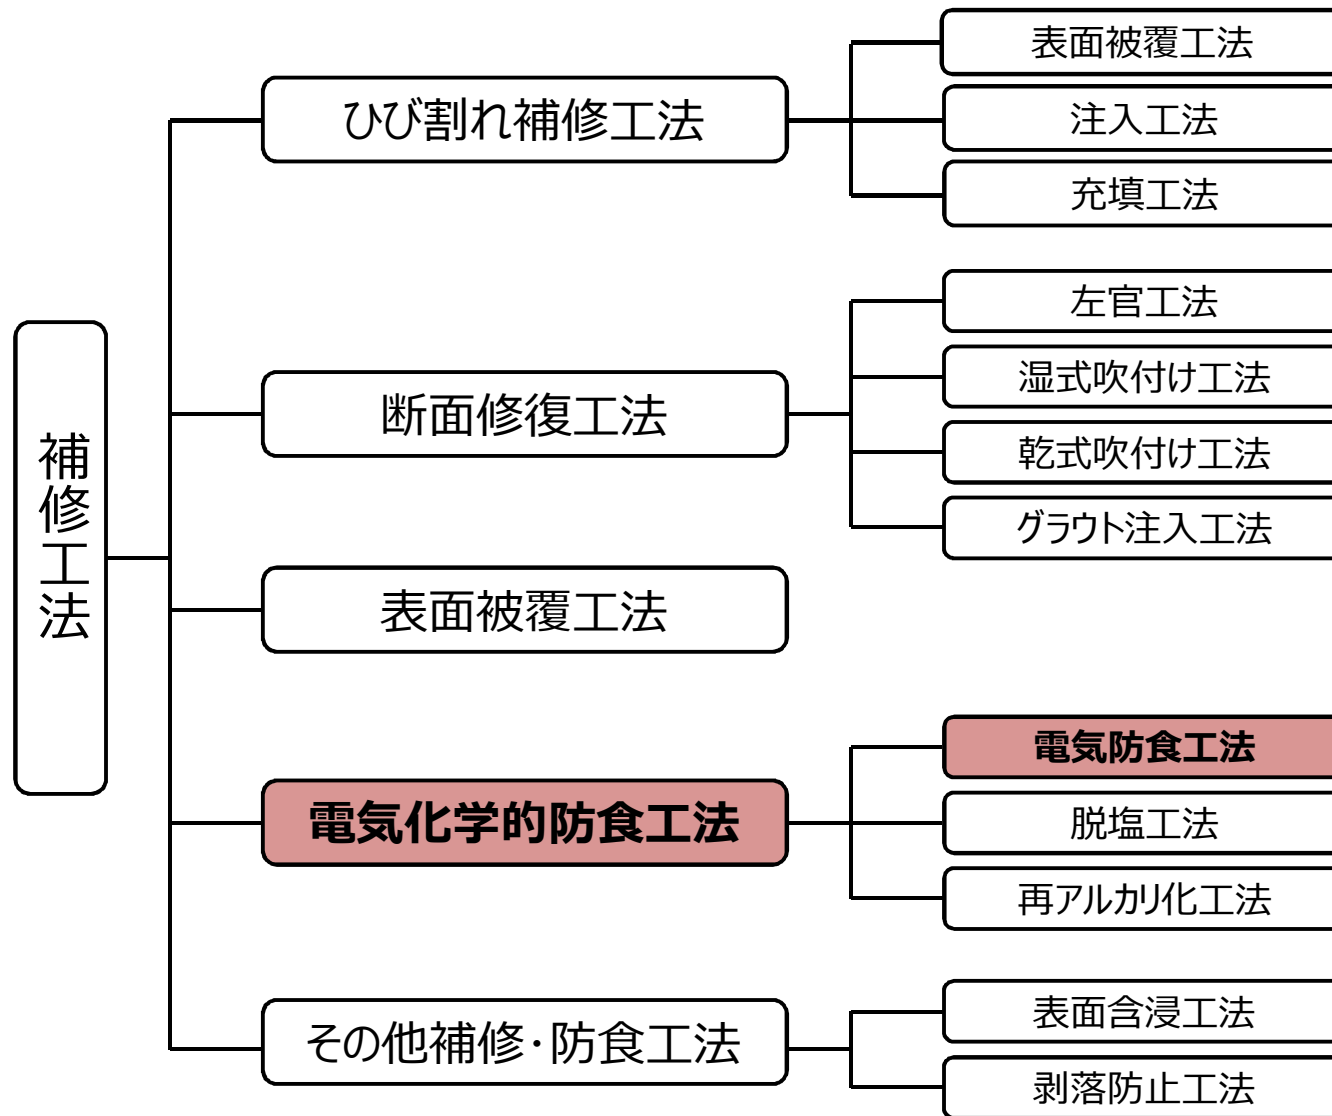 補修工法
ひび割れ補修工法
表面被覆工法
注入工法
充填工法
断面修復工法
左官工法
湿式吹付け工法
乾式吹付け工法
グラウト注入工法
表面被覆工法
電気化学的防食工法
電気防食工法
脱塩工法
再アルカリ化工法
その他補修・防食工法
表面含浸工法
剥落防止工法